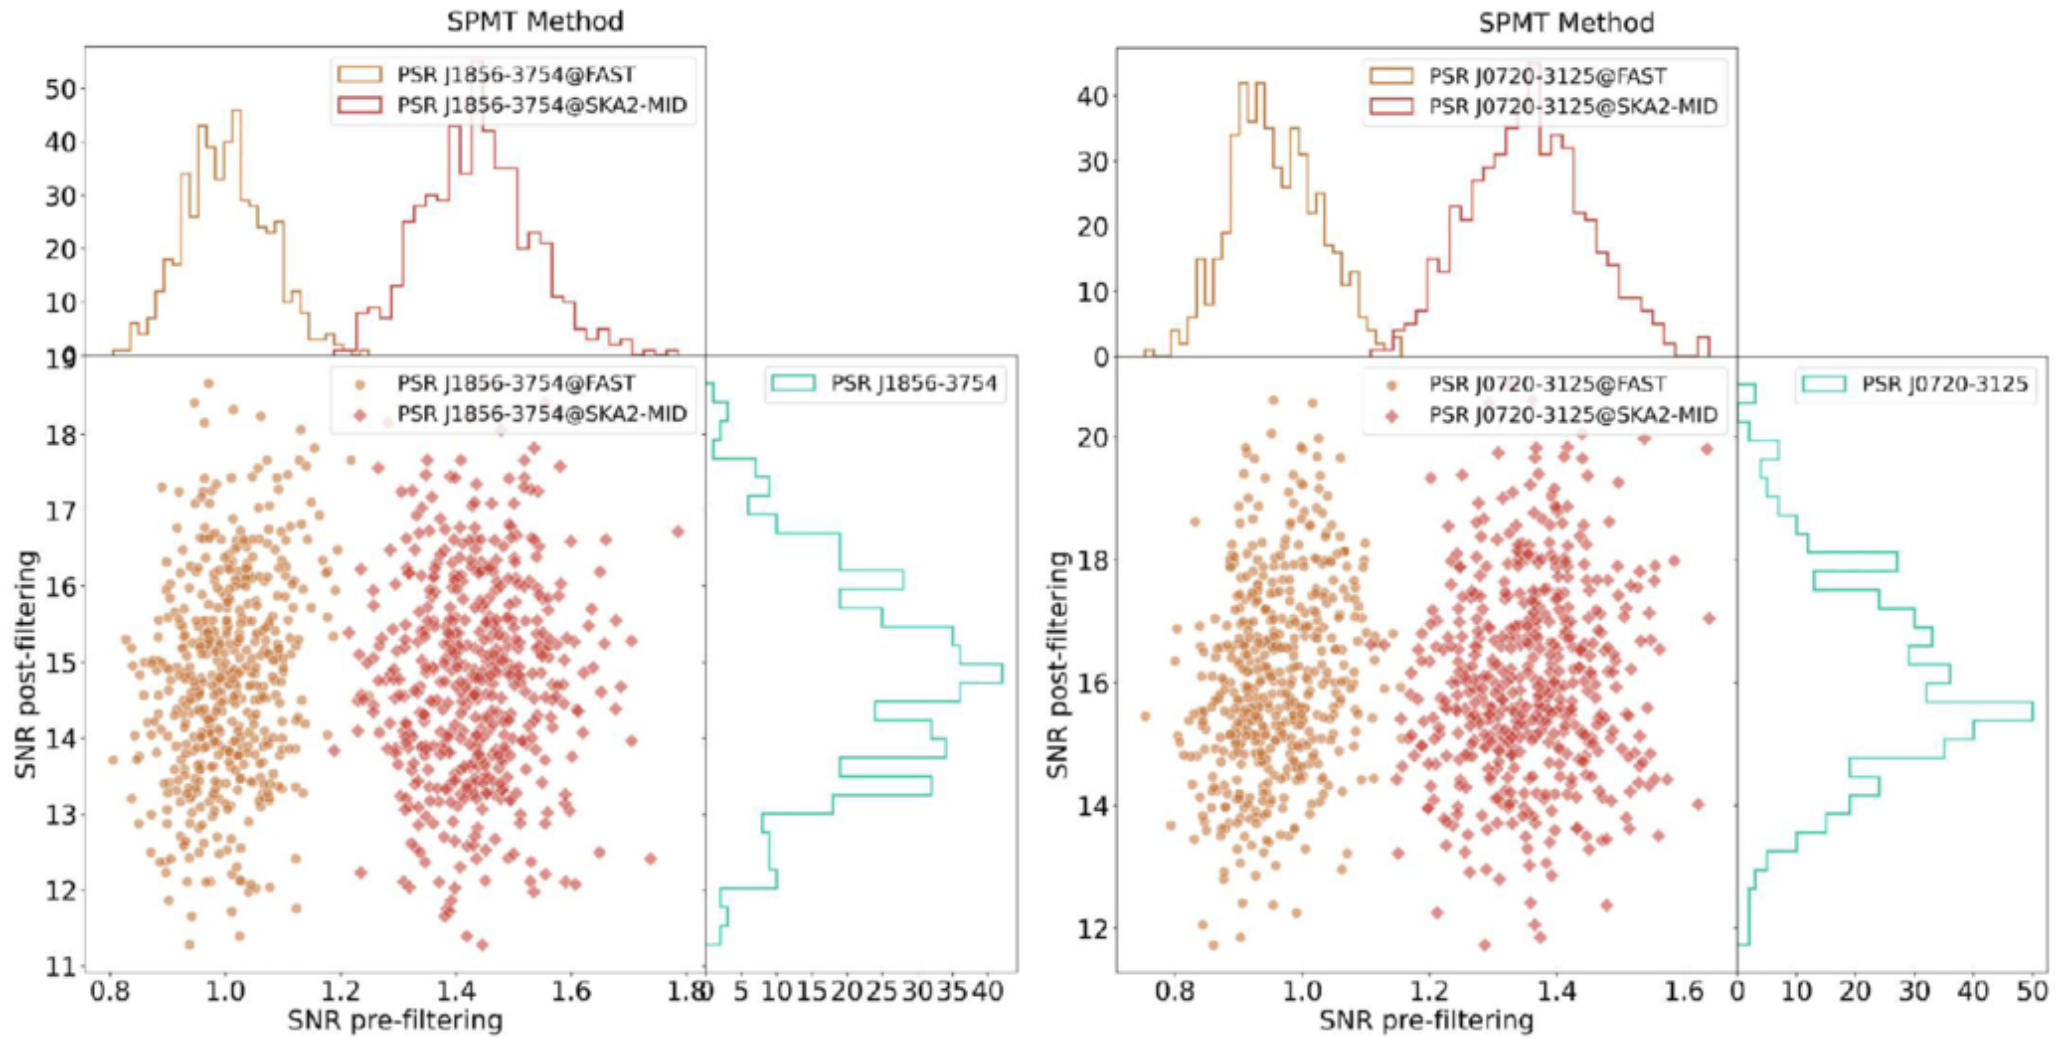 SPMT Method
PSR J1856-3754@FAST
PSR J1856-3754@SKA2-MID
50
40
30
20
10
0
PSR J1856-3754@FAST
PSR J1856-3754@SKA2-MID
PSR J1856-3754
19
18
17
16
15
14
13
12
11
SNR post-filtering
0.8 1.0 1.2 1.4 1.6 1.8
0 5 10 15 20 25 30 35 40
SNR pre-filtering
SPMT Method
PSR J0720-3125@FAST
PSR J0720-3125@SKA2-MID
40
30
20
10
0
PSR J0720-3125@FAST
PSR J0720-3125@SKA2-MID
PSR J0720-3125
20
18
16
14
12
SNR post-filtering
0.8 1.0 1.2 1.4 1.6
0 10 20 30 40 50
SNR pre-filtering